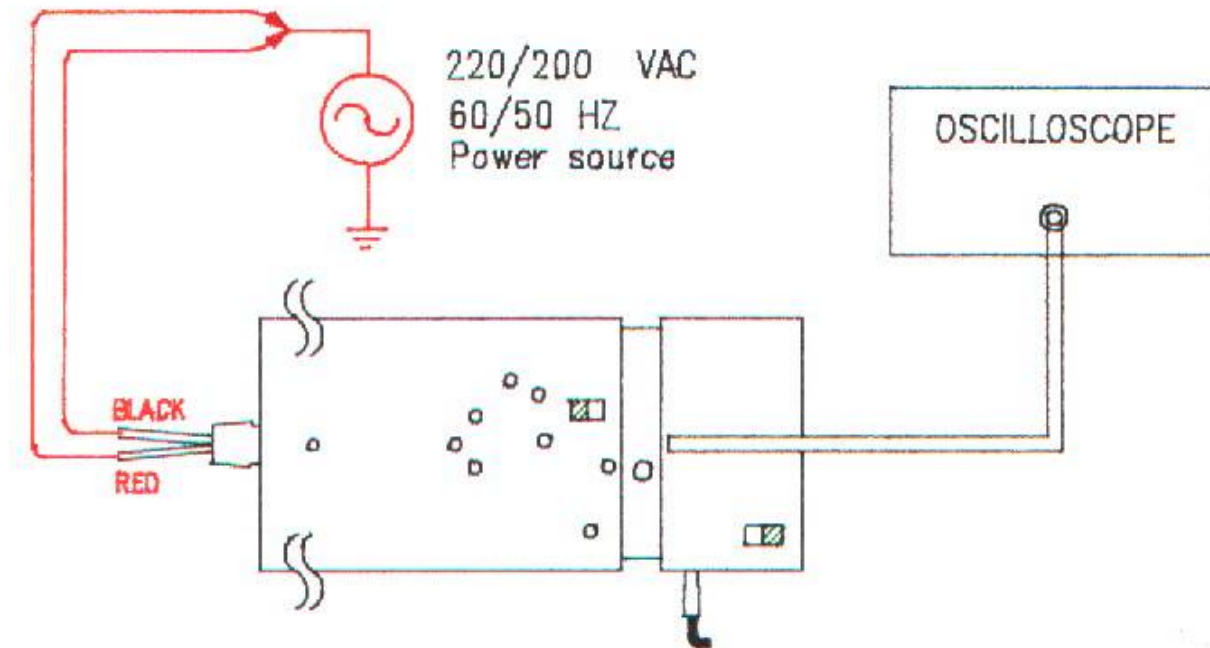 220/200 VAC
60/50 HZ
Power source
OSCILLOSCOPE
BLACK
RED